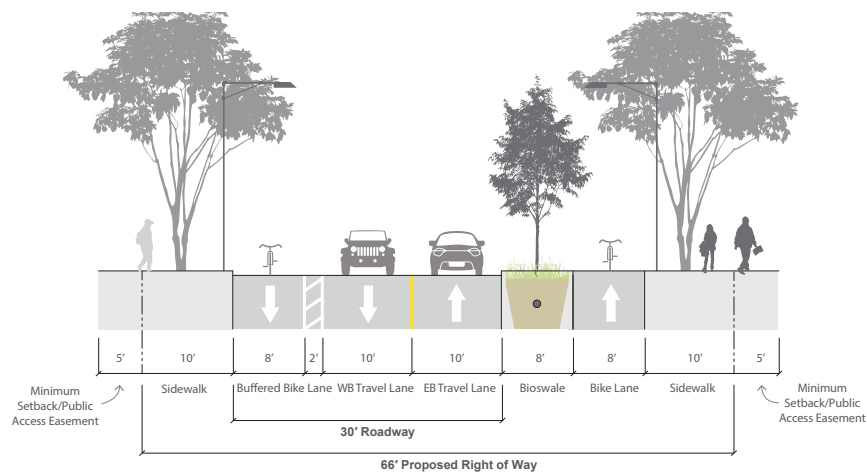 5’ 10’ 8’ 2’ 10’ 10’ 8’ 8’ 10’ 5’
Minimum
Setback/Public
Access Easement
Sidewalk
Buffered Bike Lane
WB Travel Lane
EB Travel Lane
Bioswale
Bike Lane
Sidewalk
Minimum
Setback/Public
Access Easement
30’ Roadway
66’ Proposed Right of Way